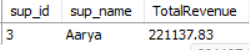 sup_id sup_name TotalRevenue
3 Aarya 221137.83